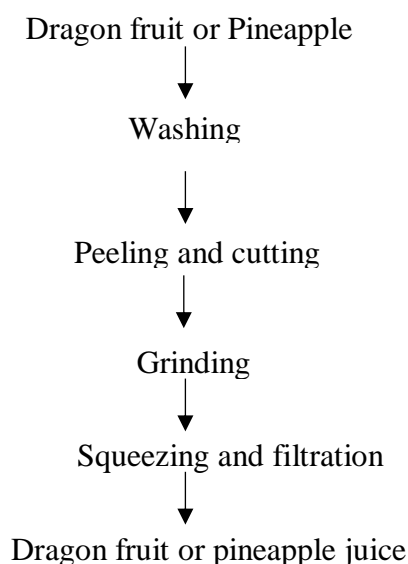 Dragon fruit or Pineapple
Washing
Peeling and cutting
Grinding
Squeezing and filtration
Dragon fruit or pineapple juice